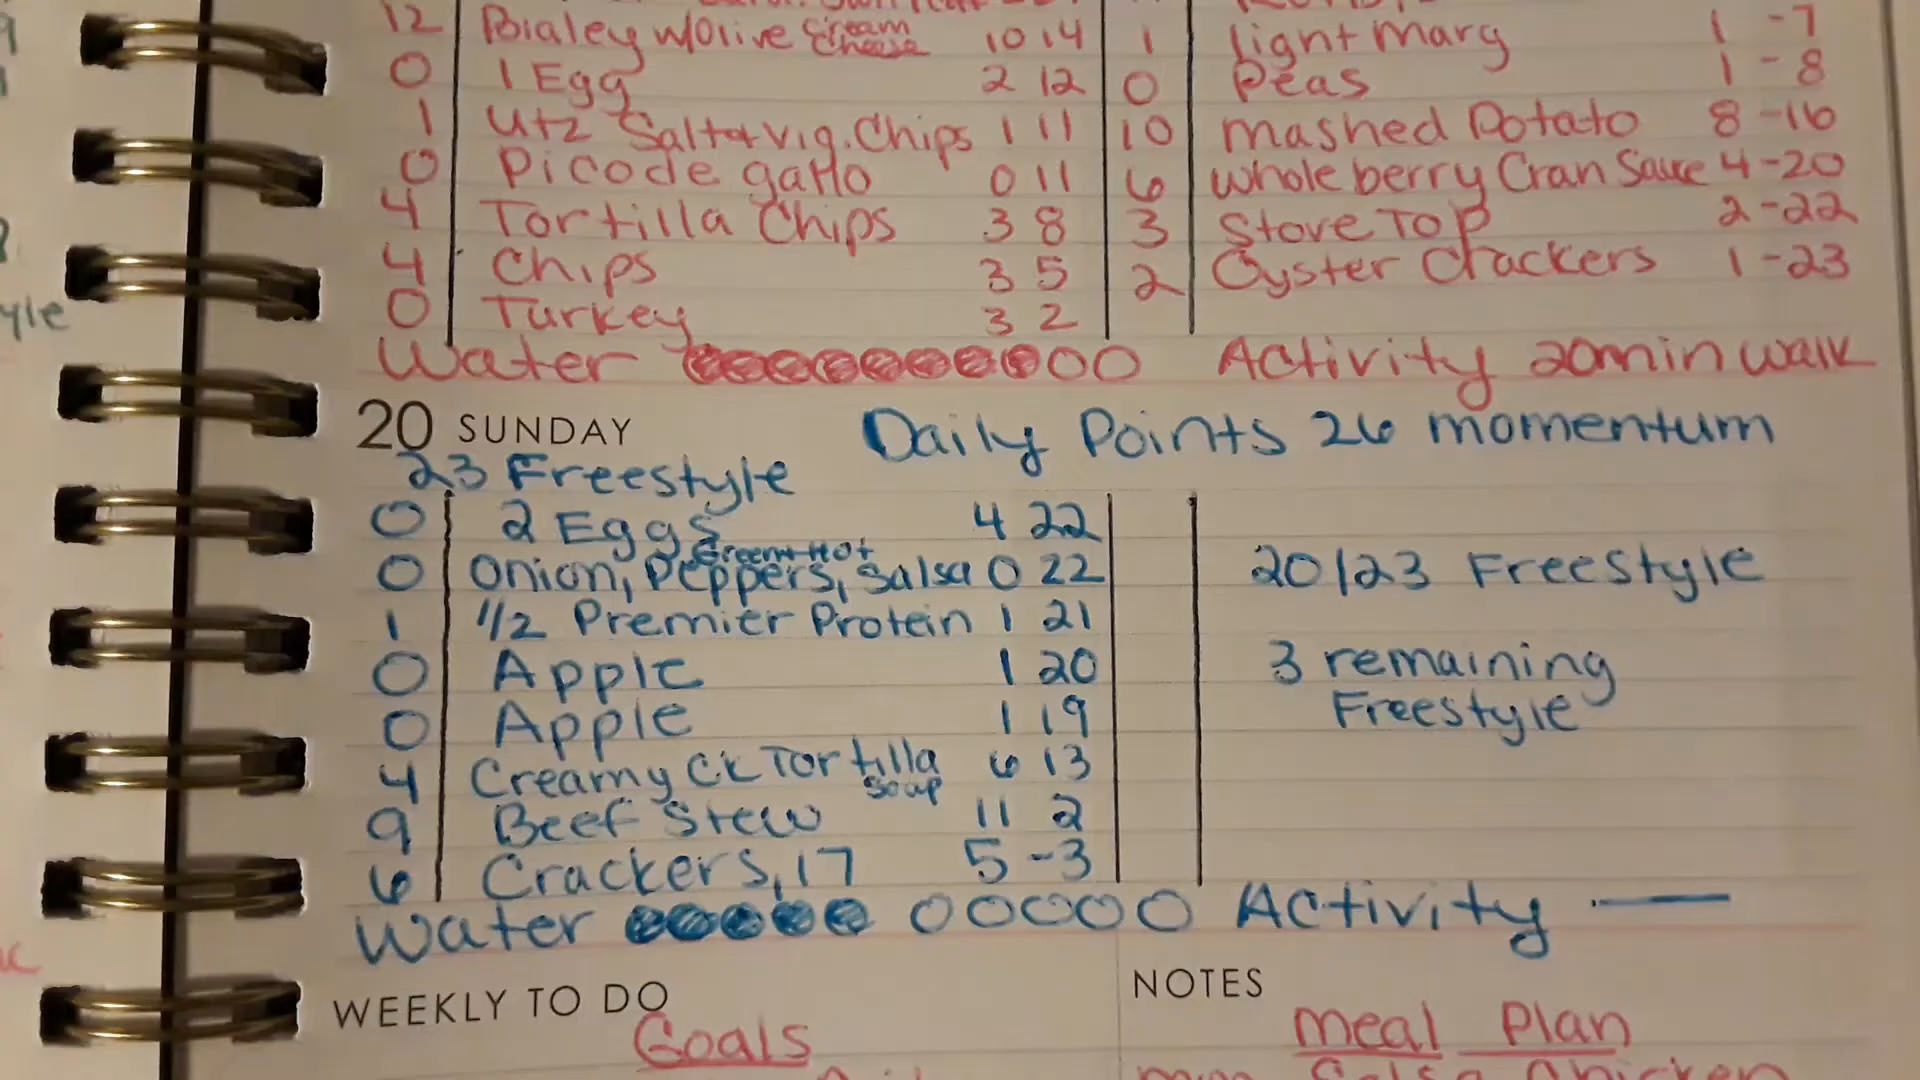 12 Bialey w/Olive Cream Cheese 10 14 1 light marg 1 -7
0 1 Egg 2 12 0 Peas 1 -8
1 Utz Salt+Vig. Chips 1 11 10 mashed Potato 8 -16
0 Picode gallo 0 11 6 whole berry Cran Sauce 4 -20
4 Tortilla Chips 3 8 3 Stove Top 2 -22
4 Chips 3 5 2 Oyster Crackers 1 -23
0 Turkey 3 2
Water Activity 20min walk
20 SUNDAY Daily Points 26 momentum
23 Freestyle
0 2 Eggs 4 22
0 Onion, Green+Hot Peppers, Salsa 0 22 20/23 Freestyle
1 1/2 Premier Protein 1 21
0 Apple 1 20 3 remaining
0 Apple 1 19 Freestyle
4 Creamy CK Tortilla Soup 6 13
9 Beef Stew 11 2
6 Crackers, 17 5 -3
Water Activity —
WEEKLY TO DO NOTES
Goals Meal Plan
Salsa Chicken
yle